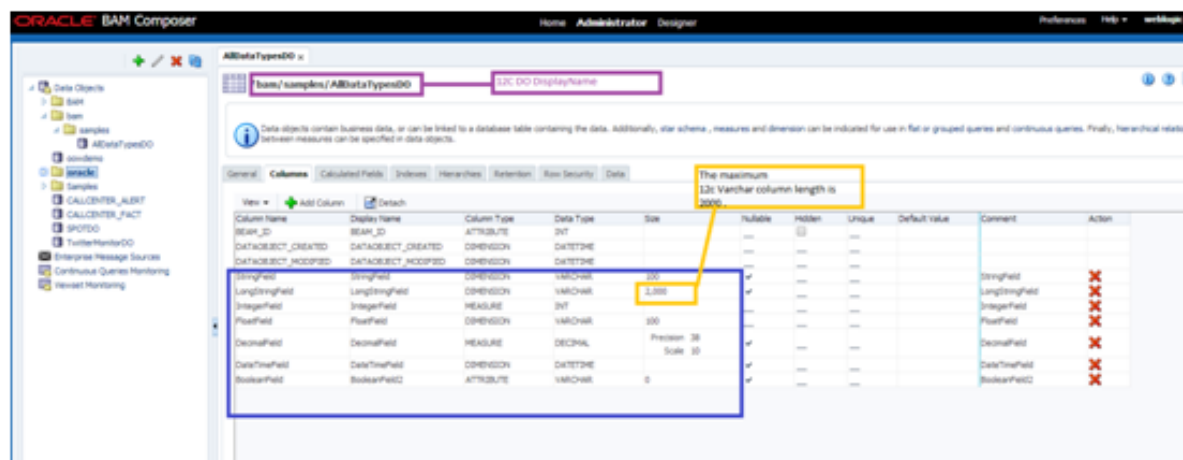 ORACLE BAM Composer
Home Administrator Designer
Preferences Help weblogic
AllDataTypesDO
Data Objects
BAM
bam
samples
AllDataTypesDO
oowdemo
oracle
Samples
CALLCENTER_ALERT
CALLCENTER_FACT
SPOTDO
TwitterMonitorDO
Enterprise Message Sources
Continuous Queries Monitoring
Viewset Monitoring
/bam/samples/AllDataTypesDO
12C DO DisplayName
Data objects contain business data, or can be linked to a database table containing the data. Additionally, star schema , measures and dimension can be indicated for use in flat or grouped queries and continuous queries. Finally, hierarchical
between measures can be specified in data objects.
General Columns Calculated Fields Indexes Hierarchies Retention Row Security Data
The maximum
12c Varchar column length is
2000 .
View Add Column Detach
Column Name Display Name Column Type Data Type Size Nullable Hidden Unique Default Value Comment Action
BEAM_ID BEAM_ID ATTRIBUTE INT
DATAOBJECT_CREATED DATAOBJECT_CREATED DIMENSION DATETIME
DATAOBJECT_MODIFIED DATAOBJECT_MODIFIED DIMENSION DATETIME
StringField StringField DIMENSION VARCHAR 100 StringField
LongStringField LongStringField DIMENSION VARCHAR 2,000 LongStringField
IntegerField IntegerField MEASURE INT IntegerField
FloatField FloatField DIMENSION VARCHAR 100 FloatField
DecimalField DecimalField MEASURE DECIMAL Precision 38 DecimalField
Scale 10
DateTimeField DateTimeField DIMENSION DATETIME DateTimeField
BooleanField BooleanField2 ATTRIBUTE VARCHAR 0 BooleanField2